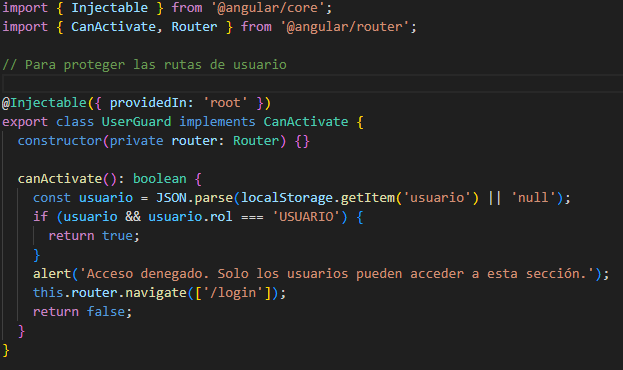 import { Injectable } from '@angular/core';
import { CanActivate, Router } from '@angular/router';
// Para proteger las rutas de usuario
@Injectable({ providedIn: 'root' })
export class UserGuard implements CanActivate {
  constructor(private router: Router) {}
  canActivate(): boolean {
    const usuario = JSON.parse(localStorage.getItem('usuario') || 'null');
    if (usuario && usuario.rol === 'USUARIO') {
      return true;
    }
    alert('Acceso denegado. Solo los usuarios pueden acceder a esta sección.');
    this.router.navigate(['/login']);
    return false;
  }
}